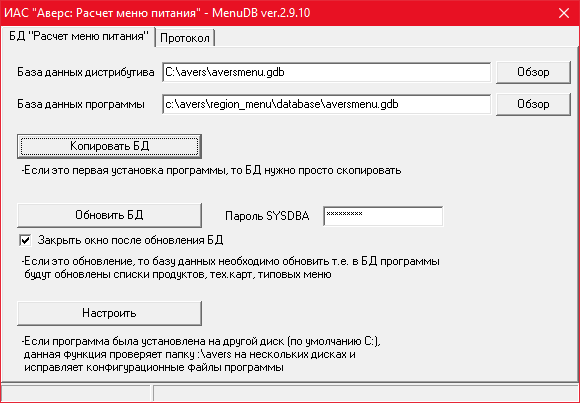 ИАС "Аверс: Расчет меню питания" - MenuDB ver.2.9.10
БД "Расчет меню питания" Протокол
База данных дистрибутива C:\avers\aversmenu.gdb Обзор
База данных программы c:\avers\region_menu\database\aversmenu.gdb Обзор
Копировать БД
-Если это первая установка программы, то БД нужно просто скопировать
Обновить БД Пароль SYSDBA *********
Закрыть окно после обновления БД
-Если это обновление, то базу данных необходимо обновить т.е. в БД программы
будут обновлены списки продуктов, тех.карт, типовых меню
Настроить
-Если программа была установлена на другой диск (по умолчанию C:),
данная функция проверяет папку :\avers на нескольких дисках и
исправляет конфигурационные файлы программы